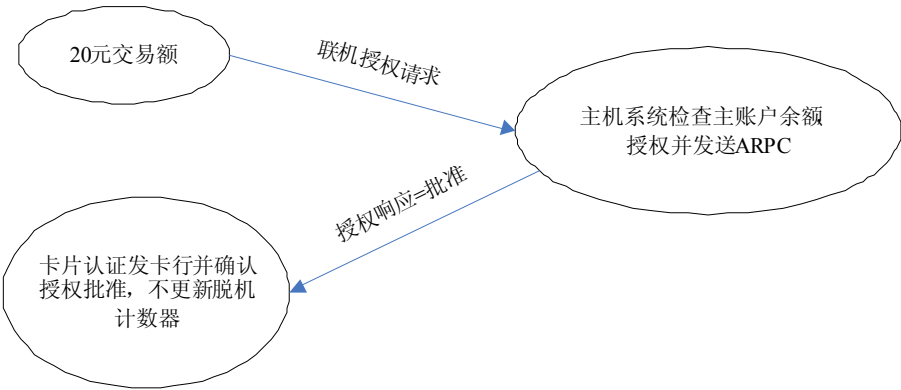 20元交易额
联机授权请求
主机系统检查主账户余额
授权并发送ARPC
授权响应=批准
卡片认证发卡行并确认
授权批准，不更新脱机
计数器